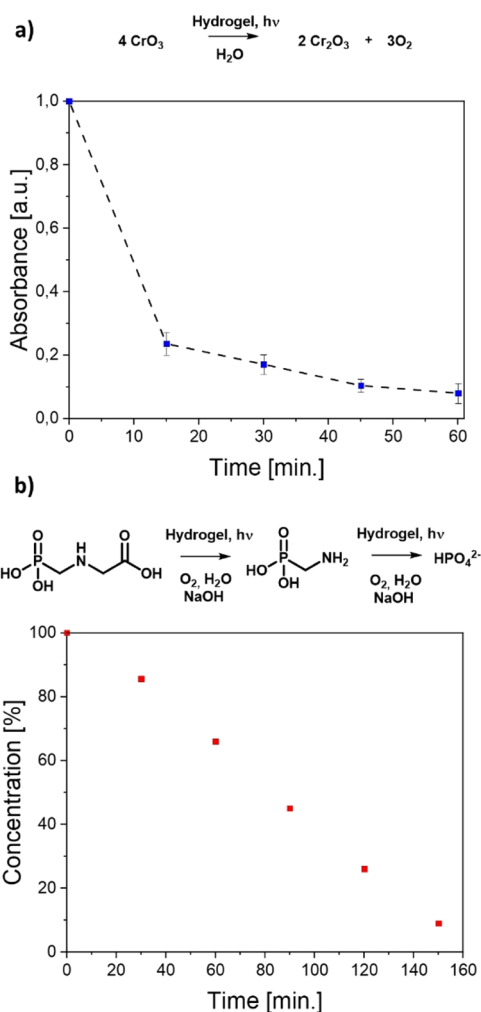 a)
Hydrogel, hν
4 CrO₃ 2 Cr₂O₃ + 3O₂
H₂O
1,0
0,8
0,6
0,4
0,2
0,0
Absorbance [a.u.]
0 10 20 30 40 50 60
Time [min.]
b)
O H O
HO P N OH
OH
Hydrogel, hν
O₂, H₂O
NaOH
O
HO P NH₂
OH
Hydrogel, hν
O₂, H₂O
NaOH
HPO₄²⁻
100
80
60
40
20
0
Concentration [%]
0 20 40 60 80 100 120 140 160
Time [min.]